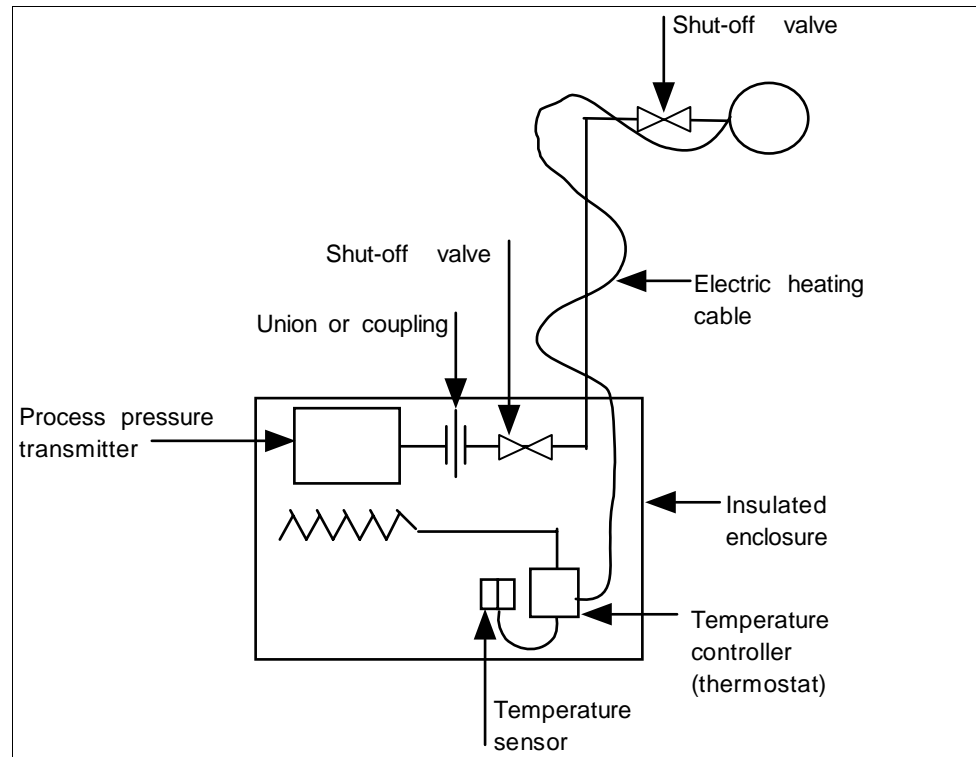 Shut-off valve
Shut-off valve
Electric heating
cable
Union or coupling
Process pressure
transmitter
Insulated
enclosure
Temperature
controller
(thermostat)
Temperature
sensor